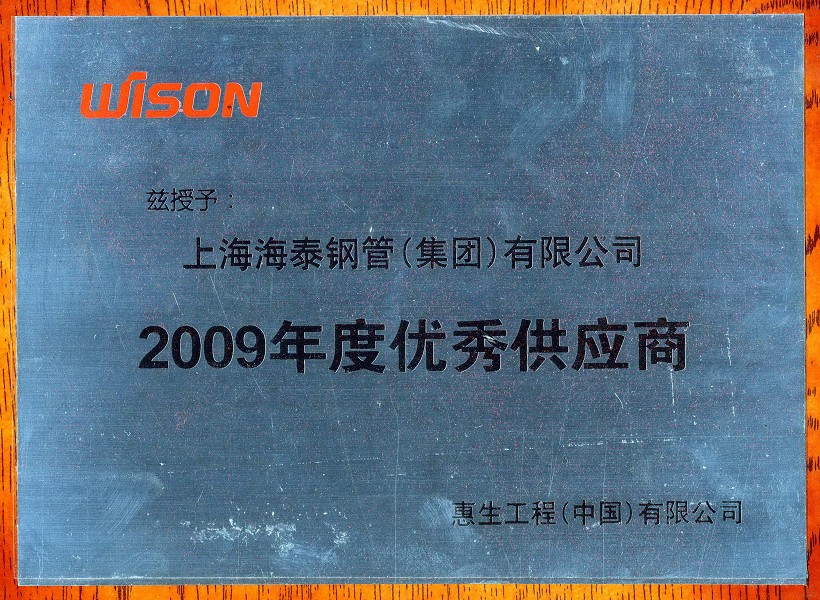 WISON
兹授予：
上海海泰钢管（集团）有限公司
2009年度优秀供应商
惠生工程（中国）有限公司